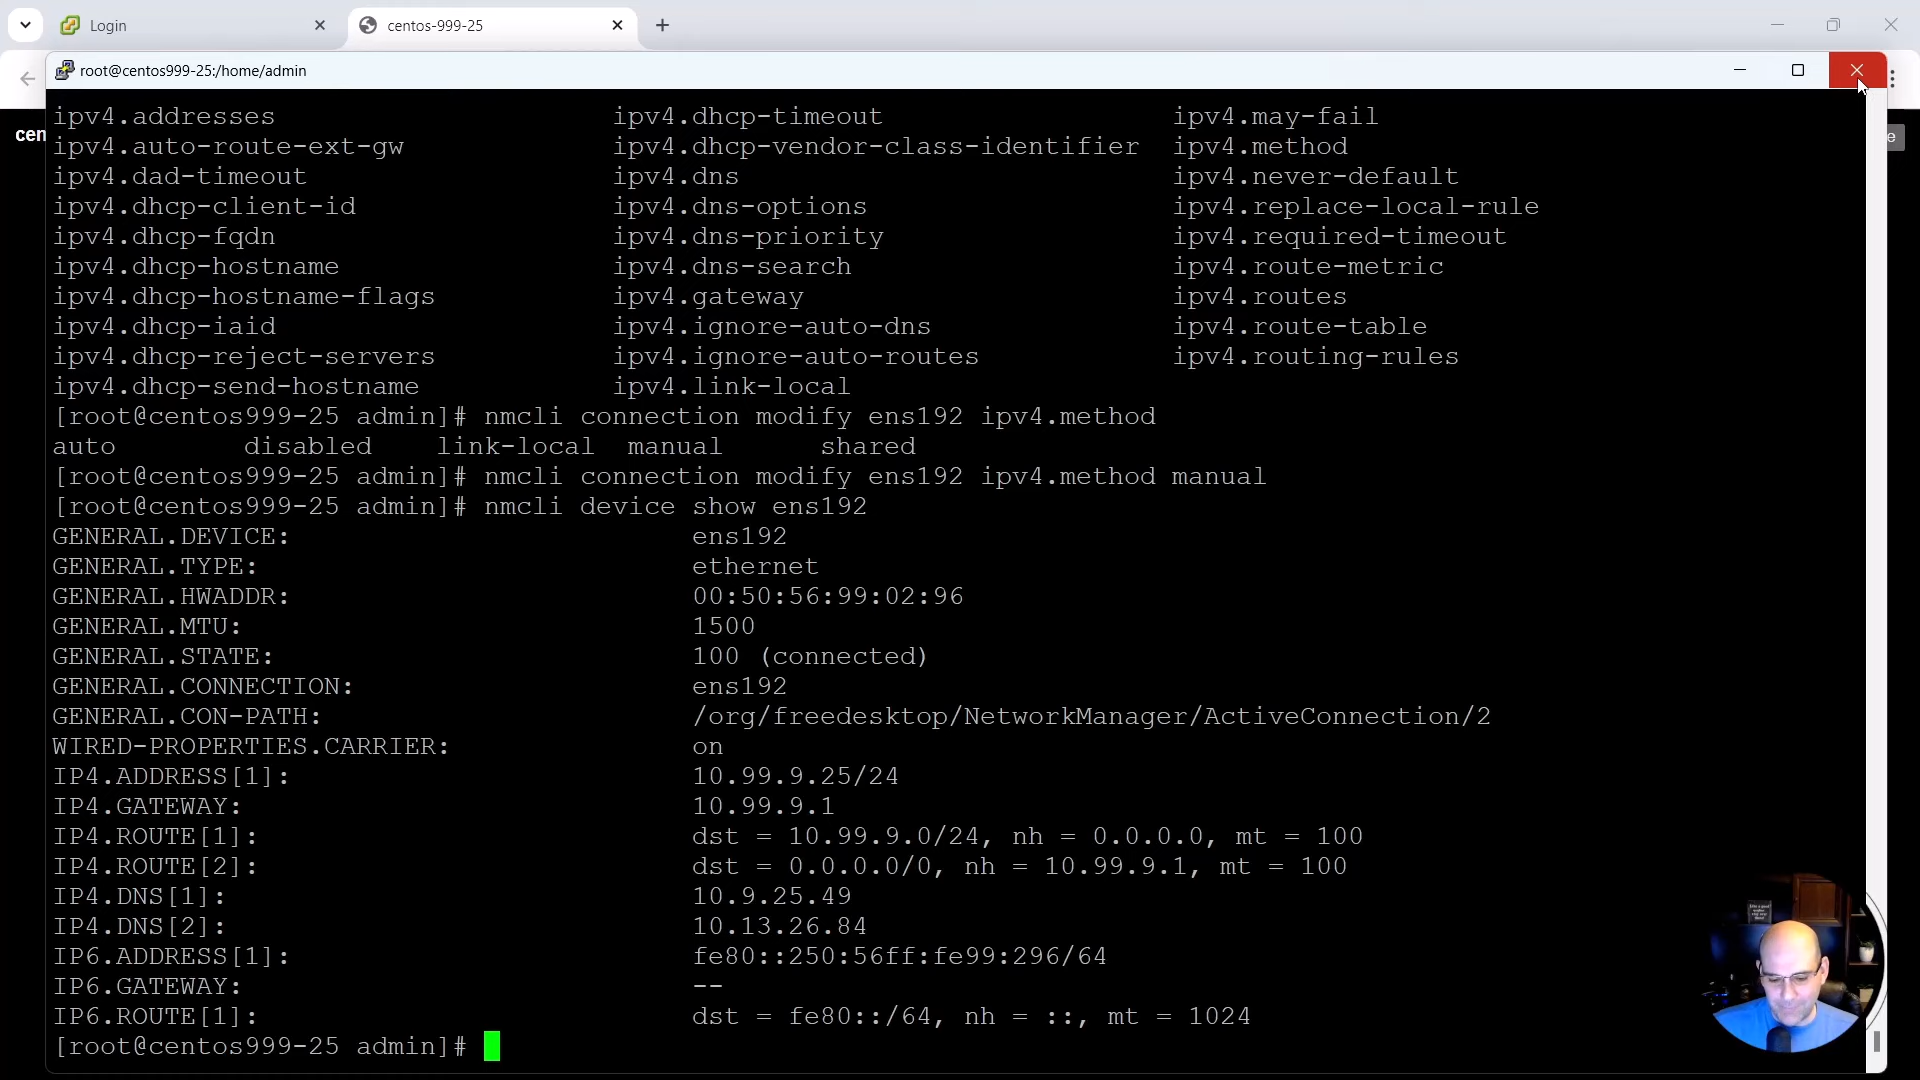 Login
centos-999-25
root@centos999-25:/home/admin
cen
e
ipv4.addresses ipv4.dhcp-timeout ipv4.may-fail
ipv4.auto-route-ext-gw ipv4.dhcp-vendor-class-identifier ipv4.method
ipv4.dad-timeout ipv4.dns ipv4.never-default
ipv4.dhcp-client-id ipv4.dns-options ipv4.replace-local-rule
ipv4.dhcp-fqdn ipv4.dns-priority ipv4.required-timeout
ipv4.dhcp-hostname ipv4.dns-search ipv4.route-metric
ipv4.dhcp-hostname-flags ipv4.gateway ipv4.routes
ipv4.dhcp-iaid ipv4.ignore-auto-dns ipv4.route-table
ipv4.dhcp-reject-servers ipv4.ignore-auto-routes ipv4.routing-rules
ipv4.dhcp-send-hostname ipv4.link-local
[root@centos999-25 admin]# nmcli connection modify ens192 ipv4.method
auto disabled link-local manual shared
[root@centos999-25 admin]# nmcli connection modify ens192 ipv4.method manual
[root@centos999-25 admin]# nmcli device show ens192
GENERAL.DEVICE: ens192
GENERAL.TYPE: ethernet
GENERAL.HWADDR: 00:50:56:99:02:96
GENERAL.MTU: 1500
GENERAL.STATE: 100 (connected)
GENERAL.CONNECTION: ens192
GENERAL.CON-PATH: /org/freedesktop/NetworkManager/ActiveConnection/2
WIRED-PROPERTIES.CARRIER: on
IP4.ADDRESS[1]: 10.99.9.25/24
IP4.GATEWAY: 10.99.9.1
IP4.ROUTE[1]: dst = 10.99.9.0/24, nh = 0.0.0.0, mt = 100
IP4.ROUTE[2]: dst = 0.0.0.0/0, nh = 10.99.9.1, mt = 100
IP4.DNS[1]: 10.9.25.49
IP4.DNS[2]: 10.13.26.84
IP6.ADDRESS[1]: fe80::250:56ff:fe99:296/64
IP6.GATEWAY: --
IP6.ROUTE[1]: dst = fe80::/64, nh = ::, mt = 1024
[root@centos999-25 admin]#